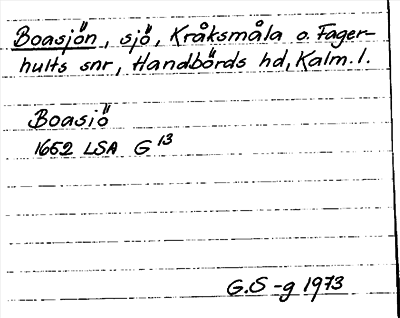 Boasjön, sjö, Kråksmåla o. Fager-
hults snr, Handbörds hd, Kalm. l.
Boasiö
1652 LSA G 13
G.S-g 1973